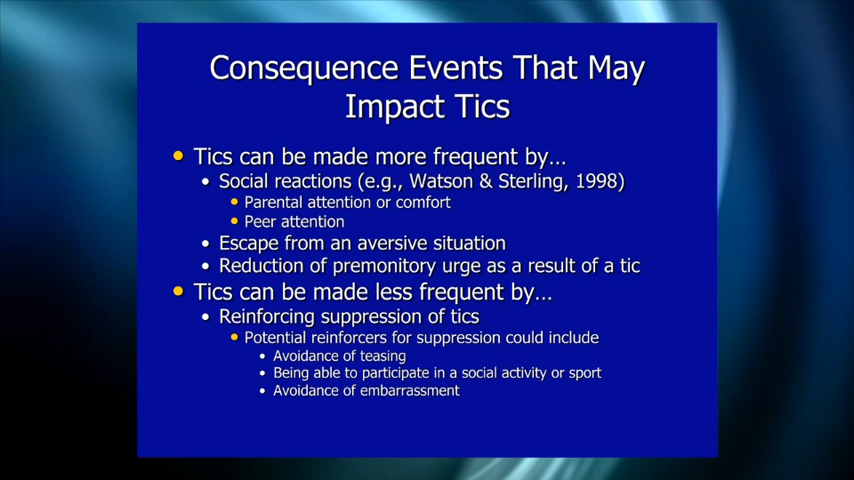 Consequence Events That May
Impact Tics
• Tics can be made more frequent by...
• Social reactions (e.g., Watson & Sterling, 1998)
• Parental attention or comfort
• Peer attention
• Escape from an aversive situation
• Reduction of premonitory urge as a result of a tic
• Tics can be made less frequent by...
• Reinforcing suppression of tics
• Potential reinforcers for suppression could include
• Avoidance of teasing
• Being able to participate in a social activity or sport
• Avoidance of embarrassment